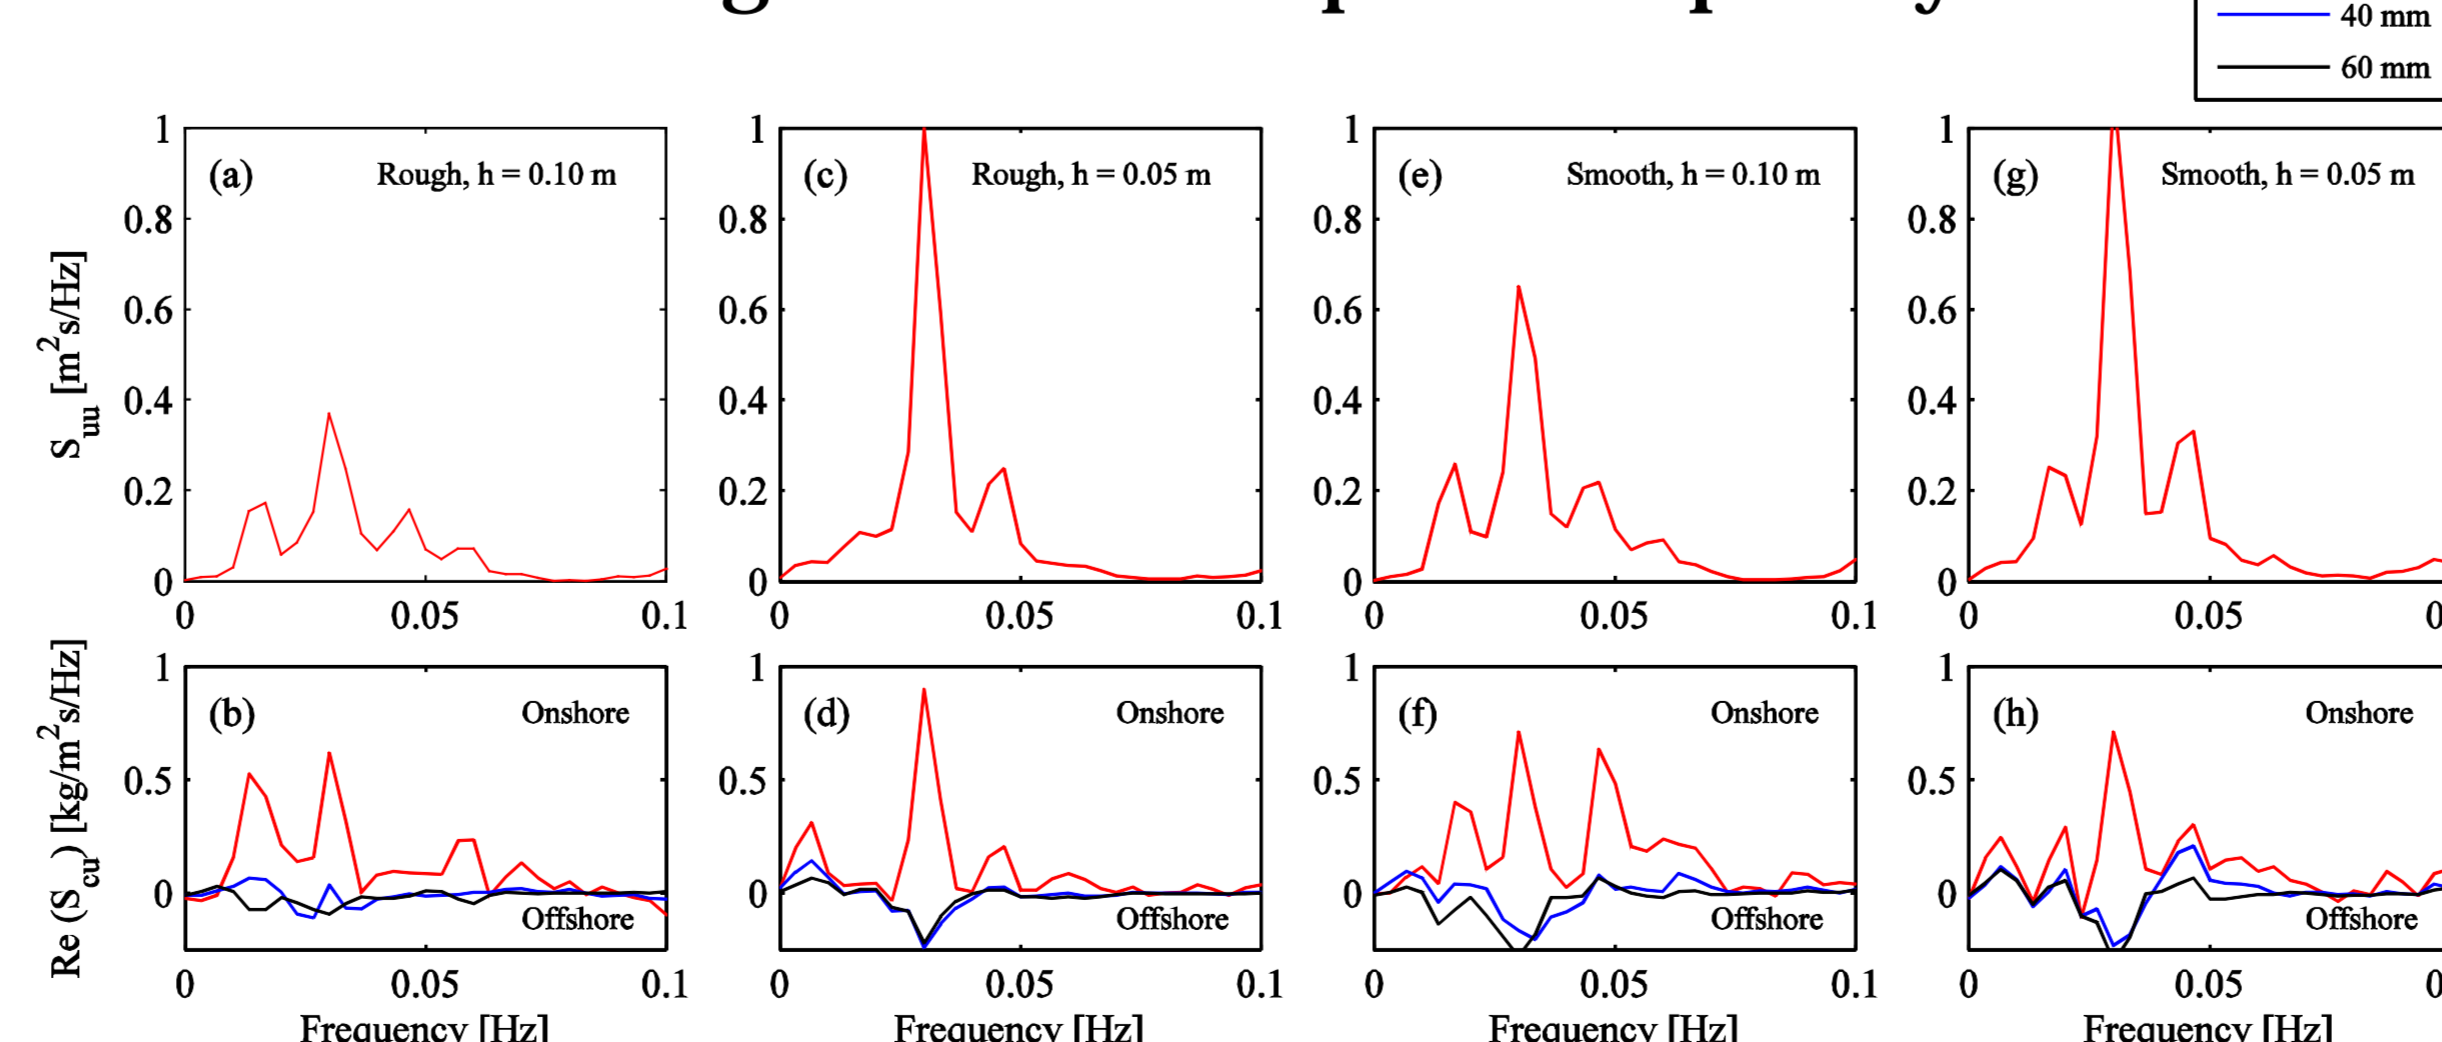 40 mm
60 mm
(a) Rough, h = 0.10 m
(c) Rough, h = 0.05 m
(e) Smooth, h = 0.10 m
(g) Smooth, h = 0.05 m
S_uu [m^2s/Hz]
1
0.8
0.6
0.4
0.2
0
0 0.05 0.1
1
0.8
0.6
0.4
0.2
0
0 0.05 0.1
1
0.8
0.6
0.4
0.2
0
0 0.05 0.1
1
0.8
0.6
0.4
0.2
0
0 0.05
Re (S_cu) [kg/m^2s/Hz]
(b) Onshore
Offshore
1
0.5
0
0 0.05 0.1
Frequency [Hz]
(d) Onshore
Offshore
1
0.5
0
0 0.05 0.1
Frequency [Hz]
(f) Onshore
Offshore
1
0.5
0
0 0.05 0.1
Frequency [Hz]
(h) Onshore
Offshore
1
0.5
0
0 0.05
Frequency [Hz]